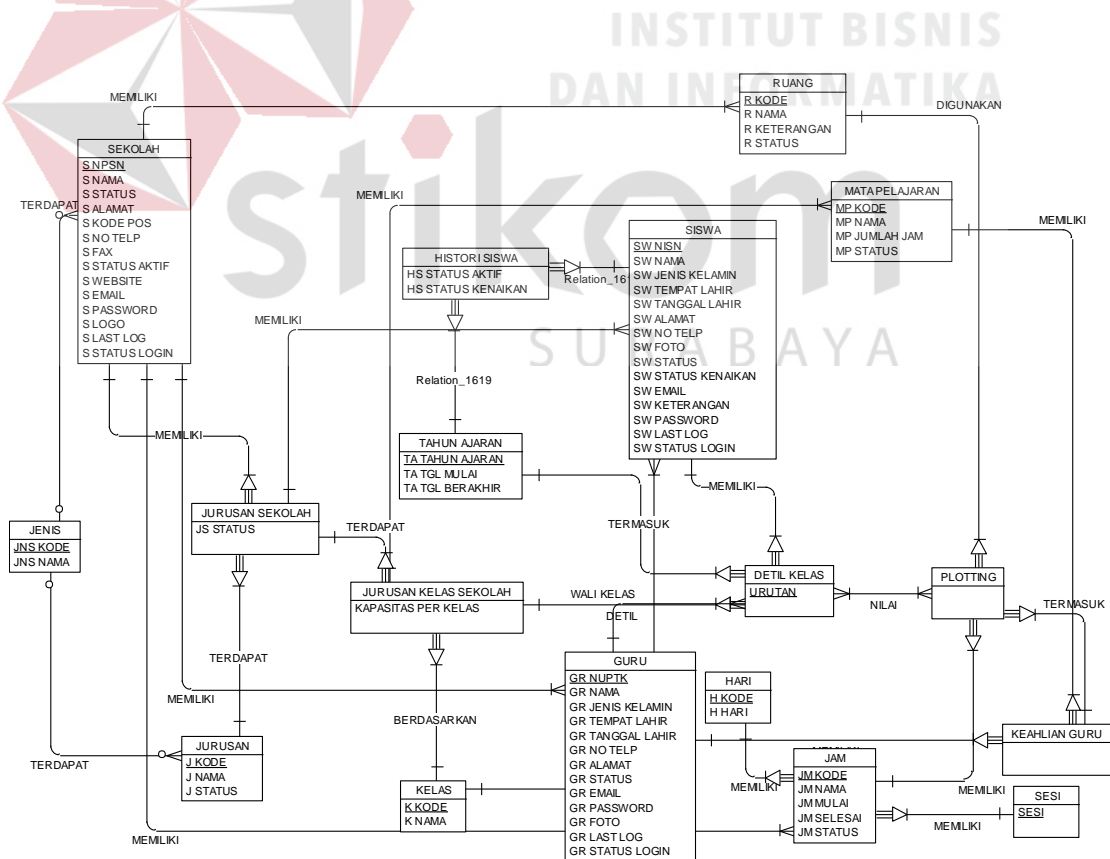 INSTITUT BISNIS
DAN INFORMATIKA
stikom
SURABAYA
MEMILIKI
RUANG
R KODE
R NAMA
R KETERANGAN
R STATUS
DIGUNAKAN
SEKOLAH
S NPSN
S NAMA
S STATUS
S ALAMAT
S KODE POS
S NO TELP
S FAX
S STATUS AKTIF
S WEBSITE
S EMAIL
S PASSWORD
S LOGO
S LAST LOG
S STATUS LOGIN
TERDAPAT
MEMILIKI
MATA PELAJARAN
MP KODE
MP NAMA
MP JUMLAH JAM
MP STATUS
MEMILIKI
HISTORI SISWA
HS STATUS AKTIF
HS STATUS KENAIKAN
Relation_161
SISWA
SW NISN
SW NAMA
SW JENIS KELAMIN
SW TEMPAT LAHIR
SW TANGGAL LAHIR
SW ALAMAT
SW NO TELP
SW FOTO
SW STATUS
SW STATUS KENAIKAN
SW EMAIL
SW KETERANGAN
SW PASSWORD
SW LAST LOG
SW STATUS LOGIN
MEMILIKI
Relation_1619
MEMILIKI
TAHUN AJARAN
TA TAHUN AJARAN
TA TGL MULAI
TA TGL BERAKHIR
MEMILIKI
TERMASUK
JURUSAN SEKOLAH
JS STATUS
TERDAPAT
JENIS
JNS KODE
JNS NAMA
JURUSAN KELAS SEKOLAH
KAPASITAS PER KELAS
WALI KELAS
DETIL
DETIL KELAS
URUTAN
NILAI
PLOTTING
TERMASUK
TERDAPAT
MEMILIKI
BERDASARKAN
GURU
GR NUPTK
GR NAMA
GR JENIS KELAMIN
GR TEMPAT LAHIR
GR TANGGAL LAHIR
GR NO TELP
GR ALAMAT
GR STATUS
GR EMAIL
GR PASSWORD
GR FOTO
GR LAST LOG
GR STATUS LOGIN
HARI
H KODE
H HARI
KEAHLIAN GURU
TERDAPAT
JURUSAN
J KODE
J NAMA
J STATUS
KELAS
K KODE
K NAMA
MEMILIKI
JAM
JM KODE
JM NAMA
JM MULAI
JM SELESAI
JM STATUS
MEMILIKI
SESI
SESI
MEMILIKI
MEMILIKI